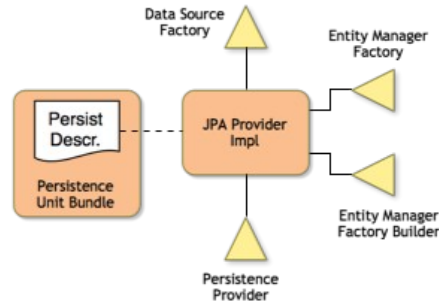 Data Source
Factory
Entity Manager
Factory
Persist
Descr.
JPA Provider
Impl
Persistence
Unit Bundle
Entity Manager
Factory Builder
Persistence
Provider